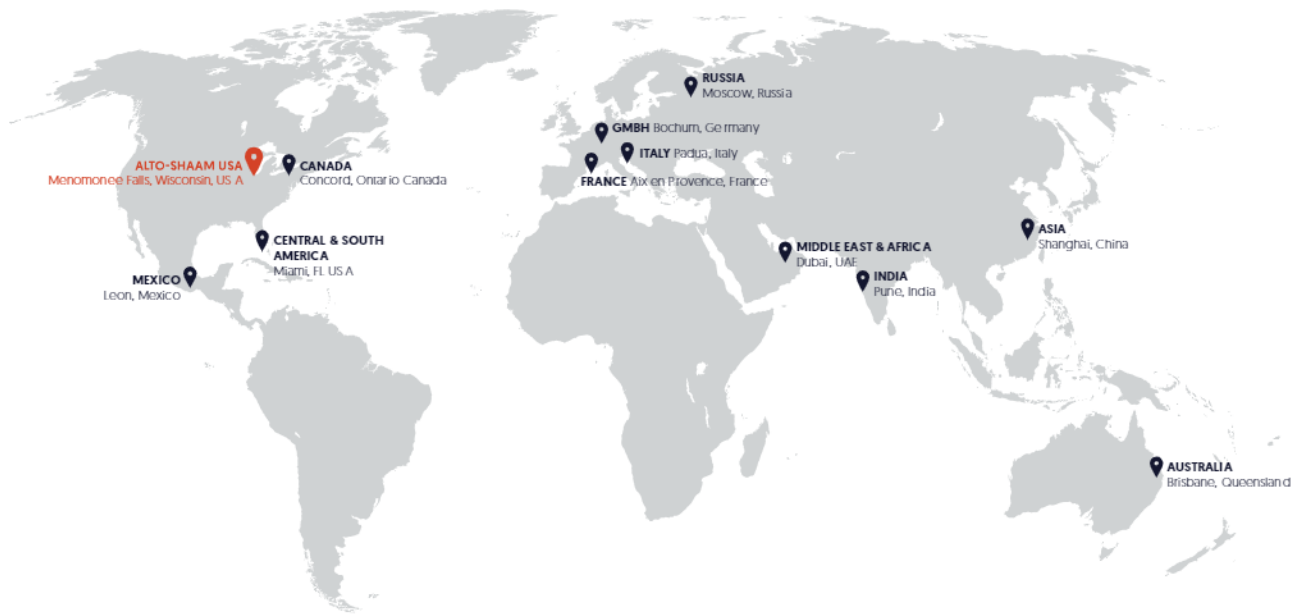 RUSSIA
Moscow, Russia
GMBH Bochum, Germany
ITALY Padua, Italy
FRANCE Aix en Provence, France
ALTO-SHAAM USA
Menomonee Falls, Wisconsin, US A
CANADA
Concord, Ontario Canada
CENTRAL & SOUTH
AMERICA
Miami, FL US A
MEXICO
Leon, Mexico
MIDDLE EAST & AFRICA
Dubai, UAE
INDIA
Pune, India
ASIA
Shanghai, China
AUSTRALIA
Brisbane, Queensland